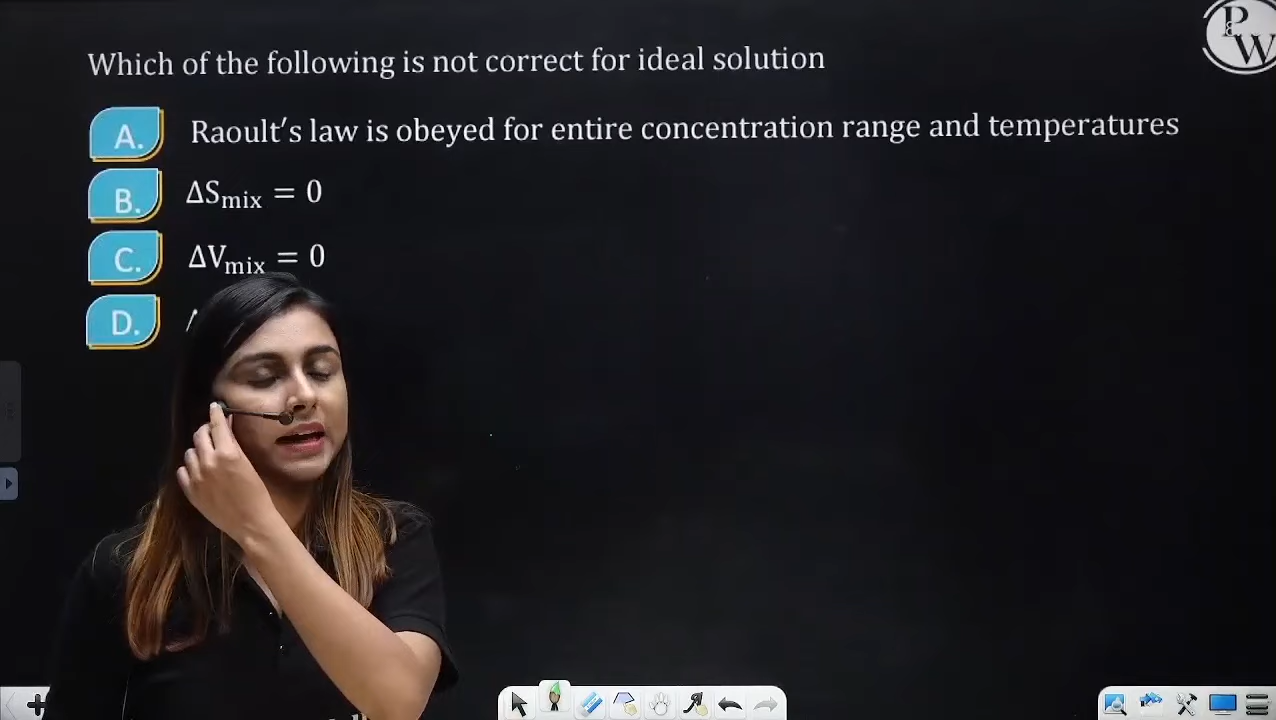 P&W
Which of the following is not correct for ideal solution
A. Raoult′s law is obeyed for entire concentration range and temperatures
B. ΔSmix = 0
C. ΔVmix = 0
D.